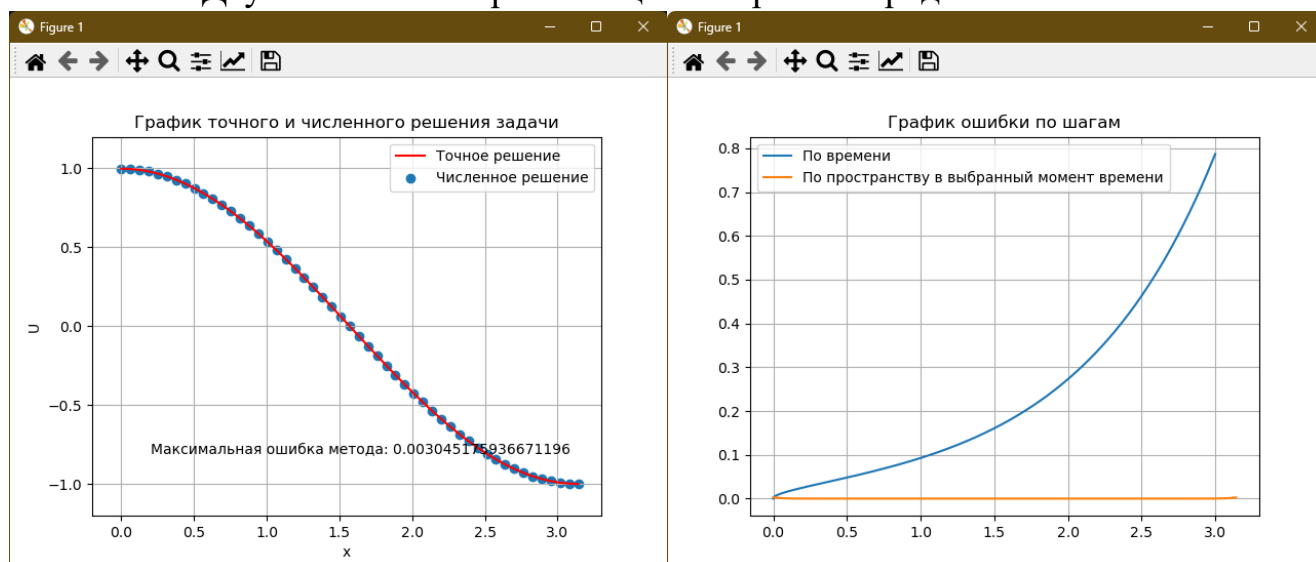 Figure 1
График точного и численного решения задачи
Точное решение
Численное решение
1.0
0.5
0.0
−0.5
−1.0
U
Максимальная ошибка метода: 0.003045175936671196
0.0 0.5 1.0 1.5 2.0 2.5 3.0
x
Figure 1
График ошибки по шагам
По времени
По пространству в выбранный момент времени
0.8
0.7
0.6
0.5
0.4
0.3
0.2
0.1
0.0
0.0 0.5 1.0 1.5 2.0 2.5 3.0